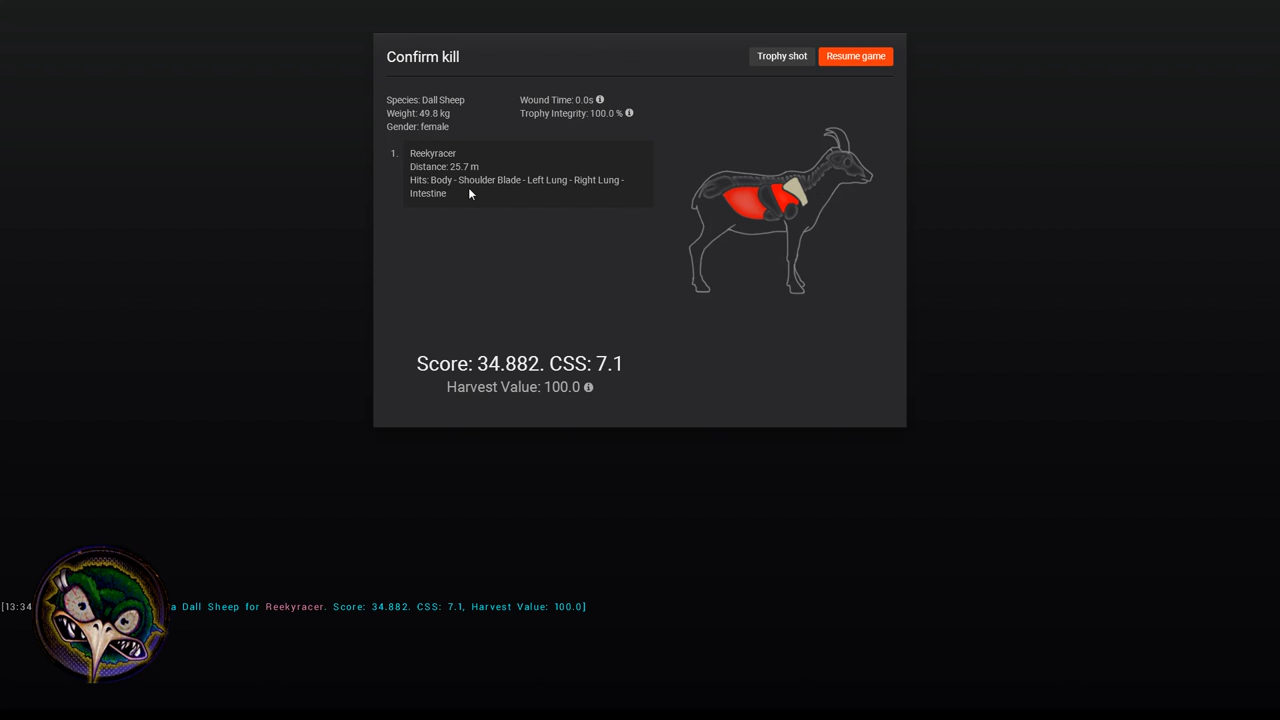 Confirm kill
Trophy shot
Resume game
Species: Dall Sheep
Weight: 49.8 kg
Gender: female
Wound Time: 0.0s
Trophy Integrity: 100.0 %
1.
Reekyracer
Distance: 25.7 m
Hits: Body - Shoulder Blade - Left Lung - Right Lung -
Intestine
Score: 34.882. CSS: 7.1
Harvest Value: 100.0
[13:34 a Dall Sheep for Reekyracer. Score: 34.882. CSS: 7.1, Harvest Value: 100.0]